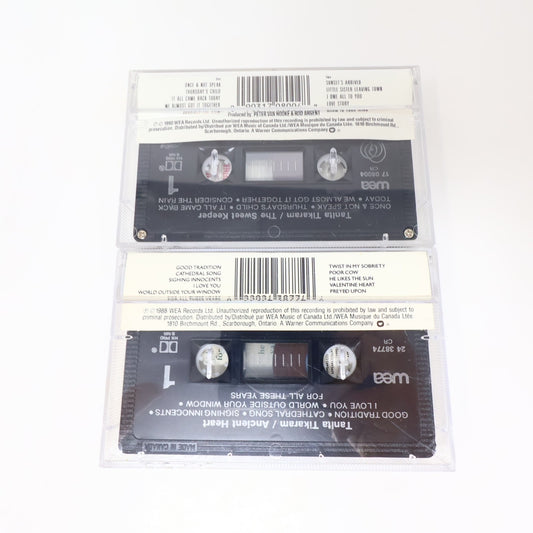 ONCE & NOT SPEAK
THURSDAY'S CHILD
IT ALL CAME BACK TODAY
WE ALMOST GOT IT TOGETHER
SUNSET'S ARRIVED
LITTLE SISTER LEAVING TOWN
I OWE ALL TO YOU
LOVE STORY
Produced by: PETER VAN HOOKE & ROD ARGENT
1990 WEA Records Ltd. Unauthorized reproduction of this recording is prohibited by law and subject to criminal
prosecution. Distributed/Distribué par WEA Music of Canada Ltd./WEA Musique du Canada Ltée. 1810 Birchmount Rd.,
Scarborough, Ontario. A Warner Communications Company
1
wea
CR
17 08004
ONCE & NOT SPEAK • THURSDAY'S CHILD • IT ALL CAME BACK
TODAY • WE ALMOST GOT IT TOGETHER • CONSIDER THE RAIN
Tanita Tikaram / The Sweet Keeper
GOOD TRADITION
CATHEDRAL SONG
SIGHING INNOCENTS
I LOVE YOU
WORLD OUTSIDE YOUR WINDOW
FOR ALL THESE YEARS
TWIST IN MY SOBRIETY
POOR COW
HE LIKES THE SUN
VALENTINE HEART
PREYED UPON
℗ © 1988 WEA Records Ltd. Unauthorized reproduction of this recording is prohibited by law and subject to
criminal prosecution. Distributed/Distribué par WEA Music of Canada Ltd./WEA Musique du Canada Ltée.
1810 Birchmount Rd., Scarborough, Ontario. A Warner Communications Company
1
wea
CR
24 38774
GOOD TRADITION • CATHEDRAL SONG • SIGHING INNOCENTS
I LOVE YOU • WORLD OUTSIDE YOUR WINDOW
FOR ALL THESE YEARS
Tanita Tikaram / Ancient Heart
MADE IN CANADA